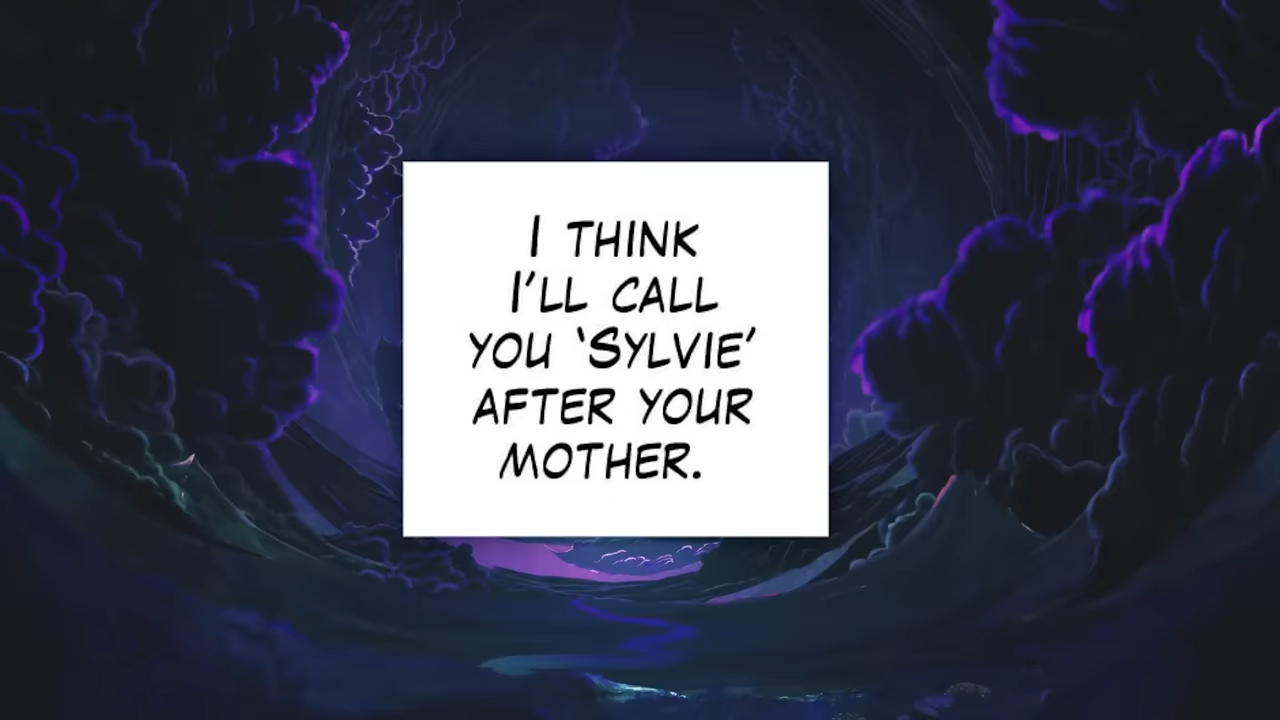 I THINK
I'LL CALL
YOU 'SYLVIE'
AFTER YOUR
MOTHER.